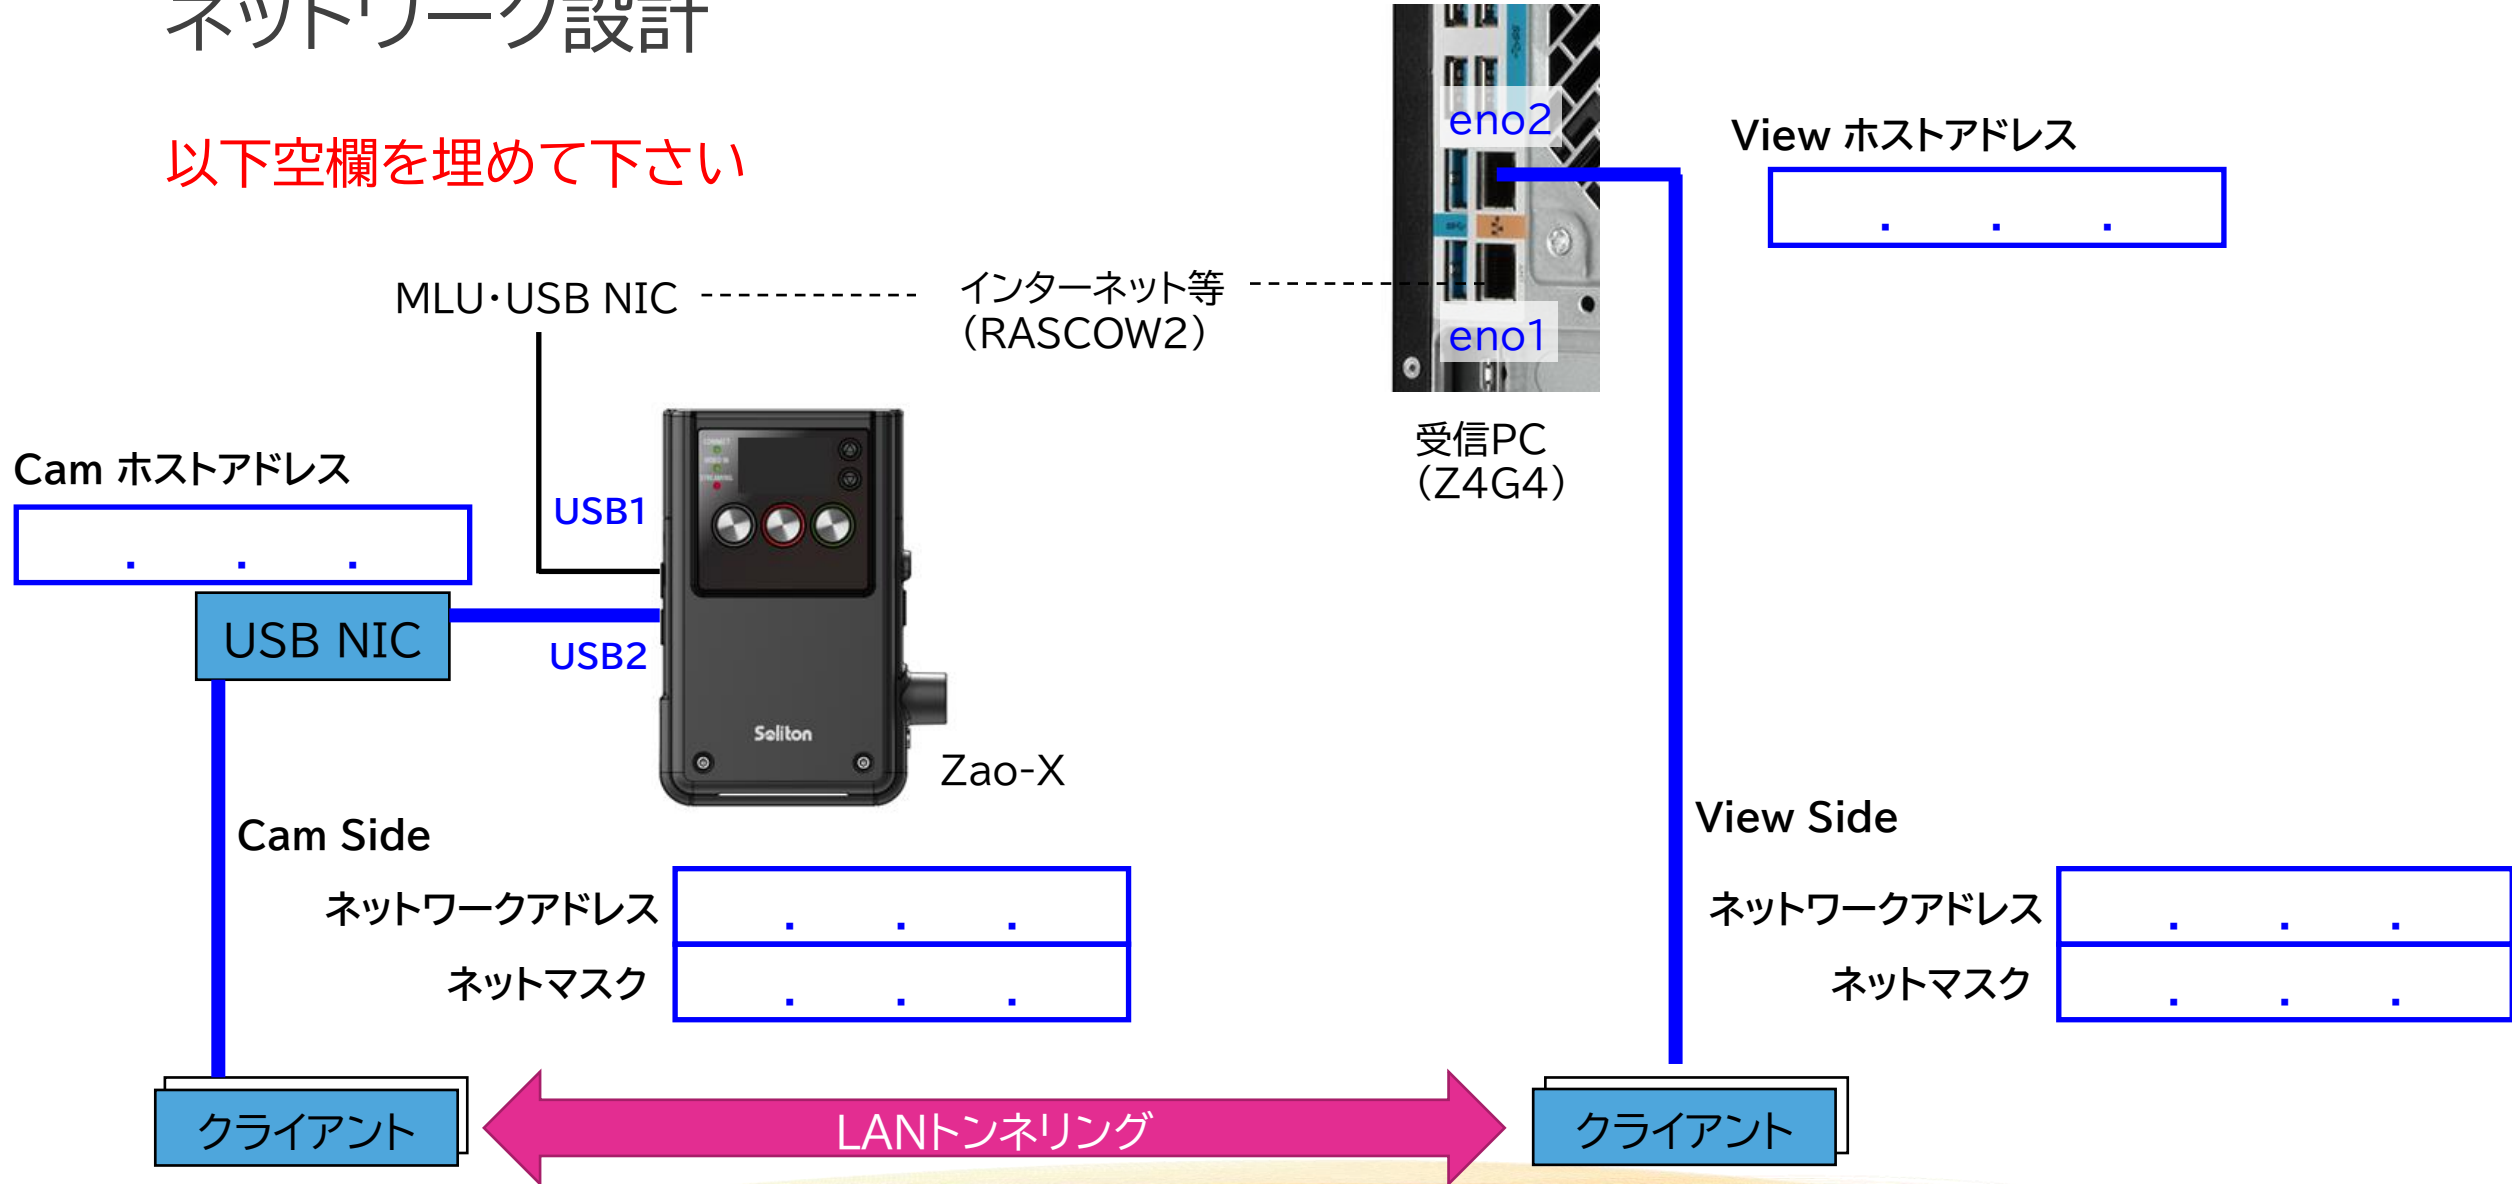 ネットワーク設計
以下空欄を埋めて下さい
eno2
View ホストアドレス
. . .
MLU・USB NIC
インターネット等
（RASCOW2）
eno1
受信PC
（Z4G4）
Cam ホストアドレス
. . .
USB1
USB NIC
USB2
CONNECT
VIDEO IN
STREAMING
Soliton
Zao-X
Cam Side
ネットワークアドレス . . .
ネットマスク . . .
View Side
ネットワークアドレス . . .
ネットマスク . . .
クライアント
LANトンネリング
クライアント